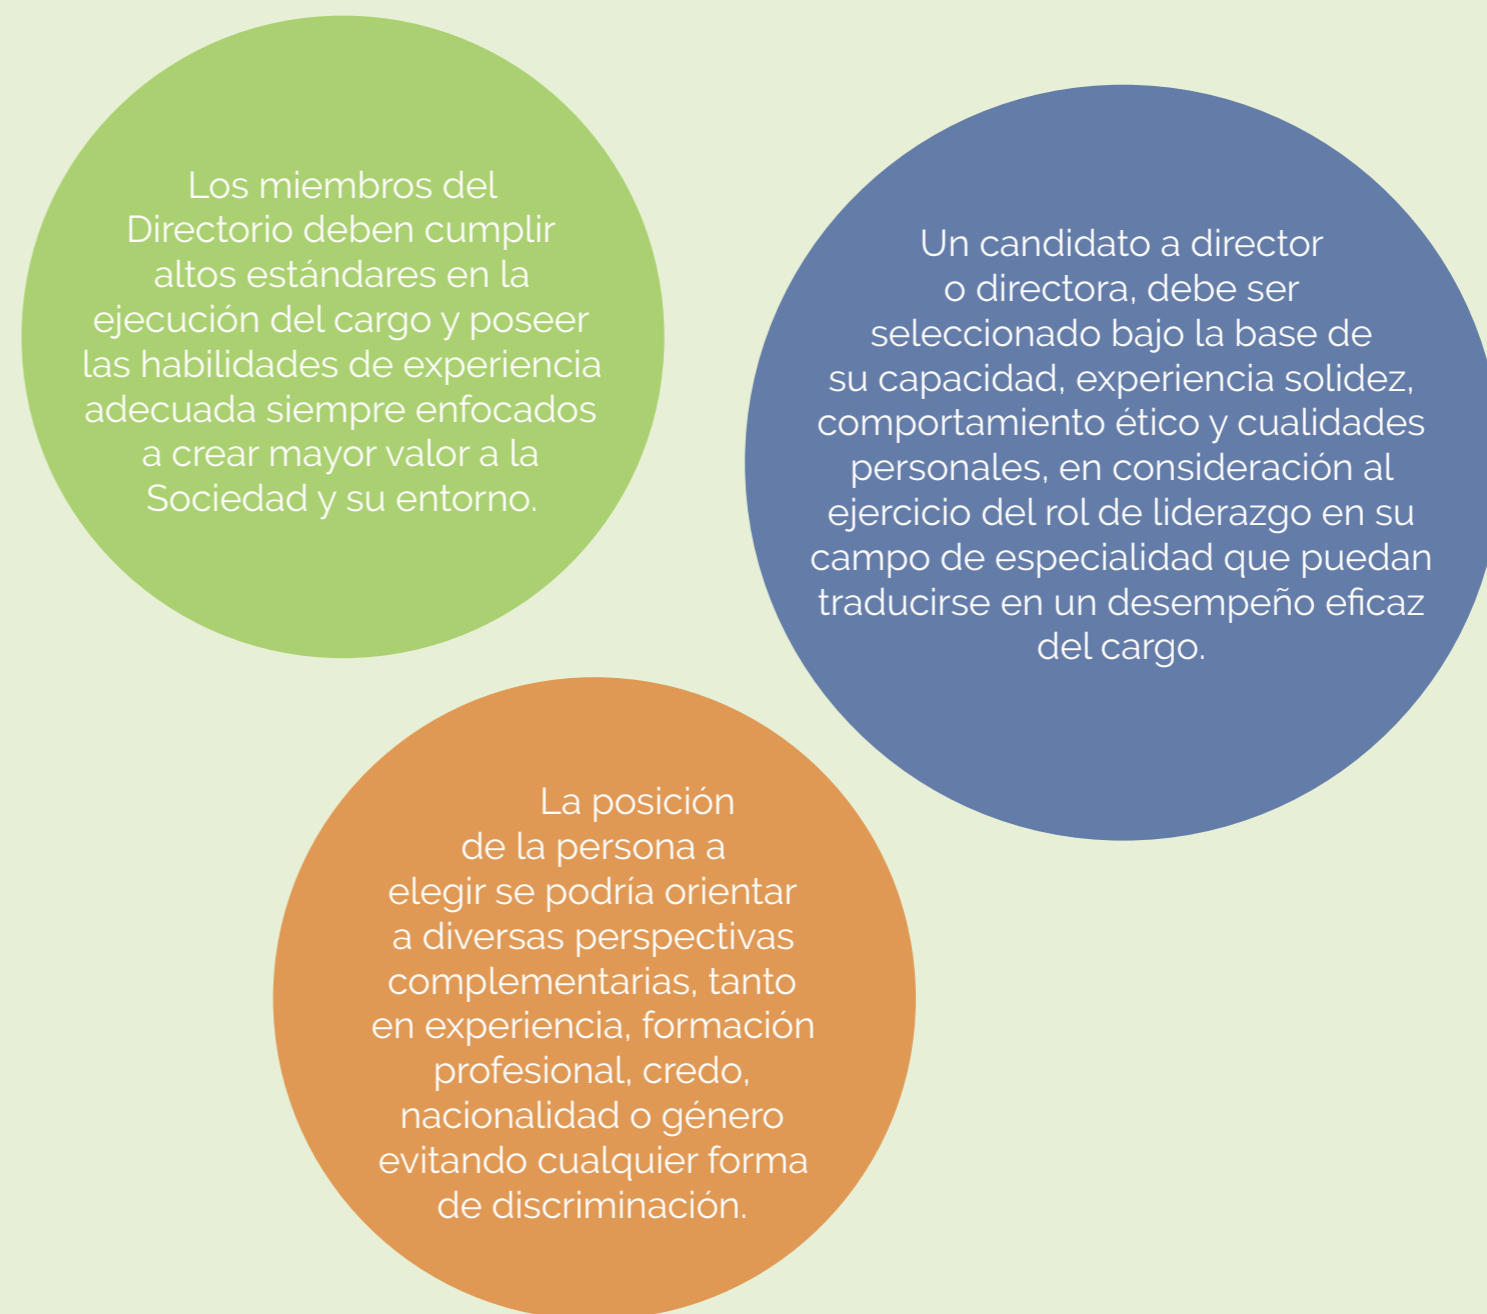 Los miembros del
Directorio deben cumplir
altos estándares en la
ejecución del cargo y poseer
las habilidades de experiencia
adecuada siempre enfocados
a crear mayor valor a la
Sociedad y su entorno.
Un candidato a director
o directora, debe ser
seleccionado bajo la base de
su capacidad, experiencia solidez,
comportamiento ético y cualidades
personales, en consideración al
ejercicio del rol de liderazgo en su
campo de especialidad que puedan
traducirse en un desempeño eficaz
del cargo.
La posición
de la persona a
elegir se podría orientar
a diversas perspectivas
complementarias, tanto
en experiencia, formación
profesional, credo,
nacionalidad o género
evitando cualquier forma
de discriminación.